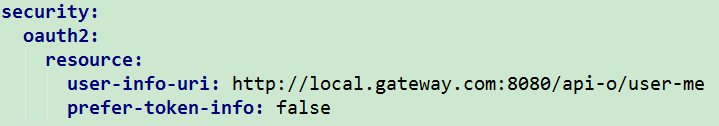 security:
  oauth2:
    resource:
      user-info-uri: http://local.gateway.com:8080/api-o/user-me
      prefer-token-info: false